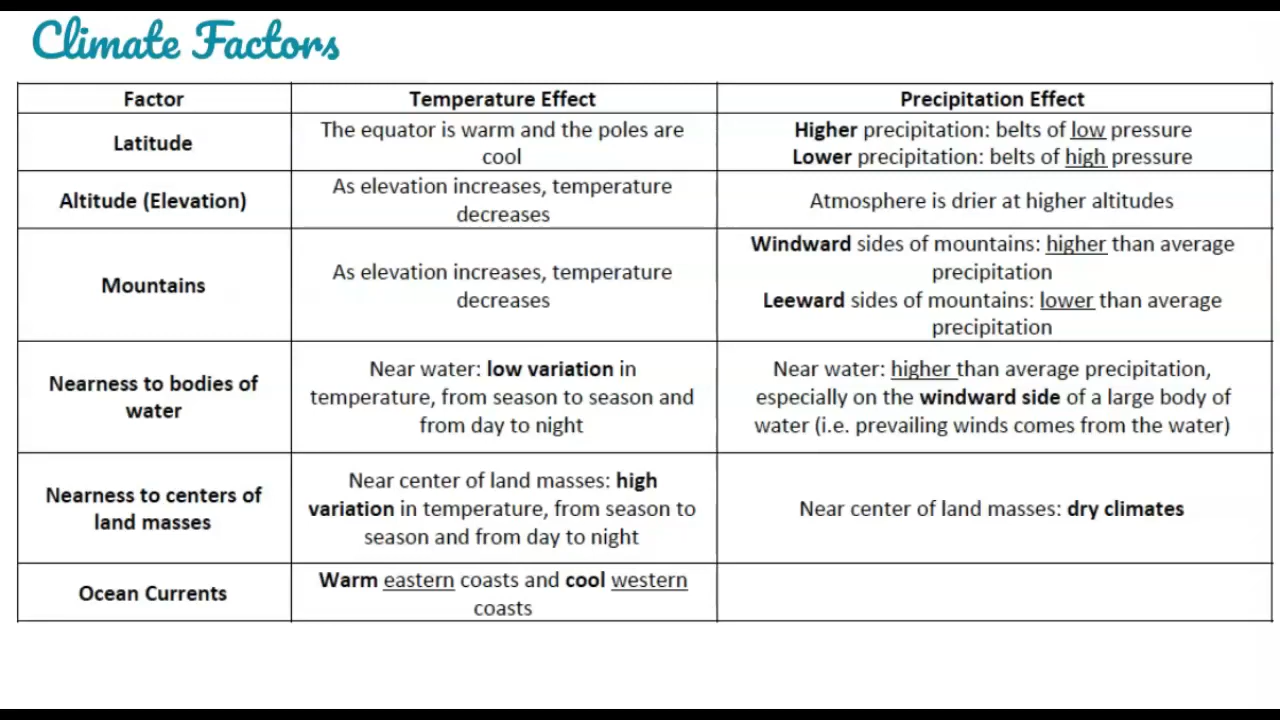 Climate Factors
Factor
Temperature Effect
Precipitation Effect
Latitude
The equator is warm and the poles are
cool
Higher precipitation: belts of low pressure
Lower precipitation: belts of high pressure
Altitude (Elevation)
As elevation increases, temperature
decreases
Atmosphere is drier at higher altitudes
Mountains
As elevation increases, temperature
decreases
Windward sides of mountains: higher than average
precipitation
Leeward sides of mountains: lower than average
precipitation
Nearness to bodies of
water
Near water: low variation in
temperature, from season to season and
from day to night
Near water: higher than average precipitation,
especially on the windward side of a large body of
water (i.e. prevailing winds comes from the water)
Nearness to centers of
land masses
Near center of land masses: high
variation in temperature, from season to
season and from day to night
Near center of land masses: dry climates
Ocean Currents
Warm eastern coasts and cool western
coasts